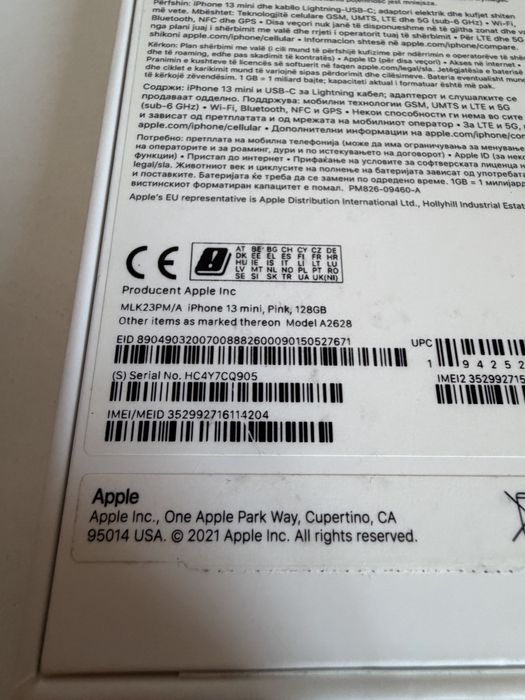 Përfshin: iPhone 13 mini dhe kabllo Lightning-USB-C; adaptori elektrik dhe kufjet shiten
më vete. Mbështet: Teknologjitë celulare GSM, UMTS, LTE dhe 5G (sub-6 GHz) • Wi-Fi,
Bluetooth, NFC dhe GPS • Disa veçori nuk janë të disponueshme në të gjitha zonat dhe
nga plani juaj i shërbimit me valë dhe rrjeti i operatorit tuaj të shërbimit. • Për LTE dhe 5G,
shikoni apple.com/iphone/cellular • Informacion shtesë në apple.com/iphone/compare.
Kërkon: Plan shërbimi me valë (i cili mund të përfshijë kufizime për ndërrimin e operatorëve të
dhe të roaming, edhe pas skadimit të kontratës) • Apple ID (për disa veçori) • Akses në internet •
Pranimin e kushteve të licencës së softuerit në faqen apple.com/legal/sla. Jetëgjatësia e baterisë
dhe ciklet e karikimit mund të variojnë sipas përdorimit dhe cilësimeve. Bateria eventualisht mund
të kërkojë zëvendësim. 1 GB = 1 miliard bajte; kapaciteti aktual i formatuar është më pak.
Содржи: iPhone 13 mini и USB-C за Lightning кабел; адаптерот и слушалките се
продаваат одделно. Поддржува: мобилни технологии GSM, UMTS, LTE и 5G
(sub-6 GHz) • Wi-Fi, Bluetooth, NFC и GPS • Некои способности ги нема во сите
и зависат од претплатата и од мрежата на мобилниот оператор • За LTE и 5G,
apple.com/iphone/cellular • Дополнителни информации на apple.com/iphone/com
Потребно: претплата на мобилна телефонија (може да има ограничувања за менување
на операторите и за роаминг, дури и по истекувањето на договорот) • Apple ID (за некои
функции) • Пристап до интернет • Прифаќање на условите за софтверската лиценца на
legal/sla. Животниот век и циклусите на полнење на батеријата зависат од употребата
и поставките. Батеријата ќе треба да се замени по одредено време. 1GB = 1 милијарда
вистинскиот форматиран капацитет е помал. PM826-09460-A
Apple's EU representative is Apple Distribution International Ltd., Hollyhill Industrial Estat
CE
AT BE BG CH CY CZ DE
DK EE EL ES FI FR HR
HU IE IS IT LI LT LU
LV MT NL NO PL PT RO
SE SI SK TR UA UK(NI)
Producent Apple Inc
MLK23PM/A iPhone 13 mini, Pink, 128GB
Other items as marked thereon Model A2628
EID 89049032007008882600090150527671
UPC
1 94252
(S) Serial No. HC4Y7CQ905
IMEI2 352992715
IMEI/MEID 352992716114204
Apple
Apple Inc., One Apple Park Way, Cupertino, CA
95014 USA. © 2021 Apple Inc. All rights reserved.